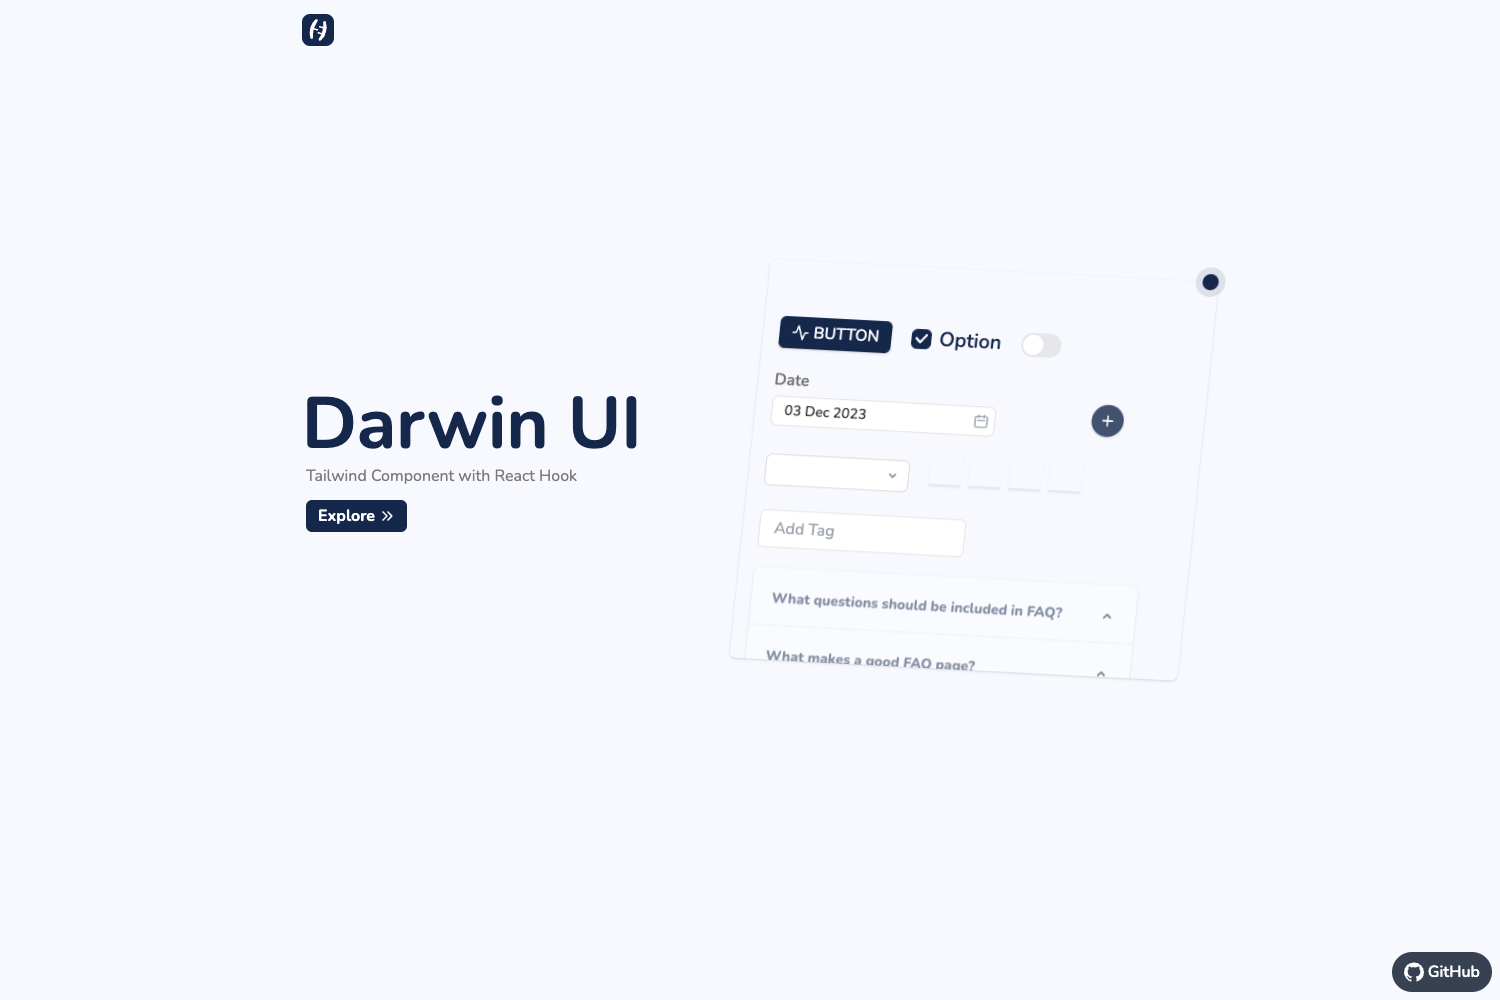 Darwin UI
Tailwind Component with React Hook
Explore
BUTTON
Option
Date
03 Dec 2023
Add Tag
What questions should be included in FAQ?
What makes a good FAQ page?
GitHub